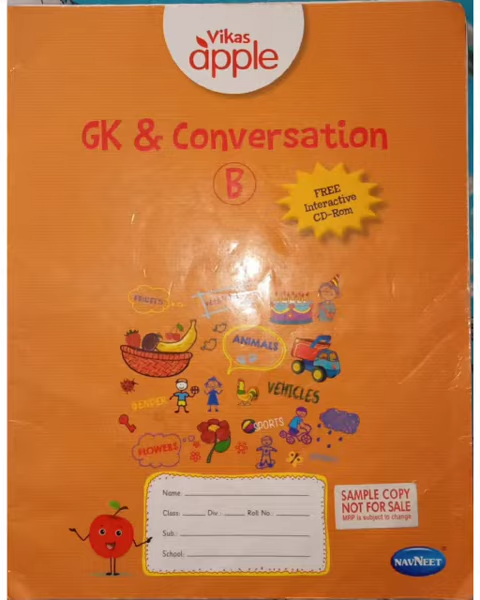 Vikas
apple
GK & Conversation
B
FREE
Interactive
CD-Rom
FRUITS
ANIMALS
GENDER
VEHICLES
SPORTS
FLOWERS
Name:
Class: Div.: Roll No.:
Sub.:
School:
SAMPLE COPY
NOT FOR SALE
MRP is subject to change
NAVNEET